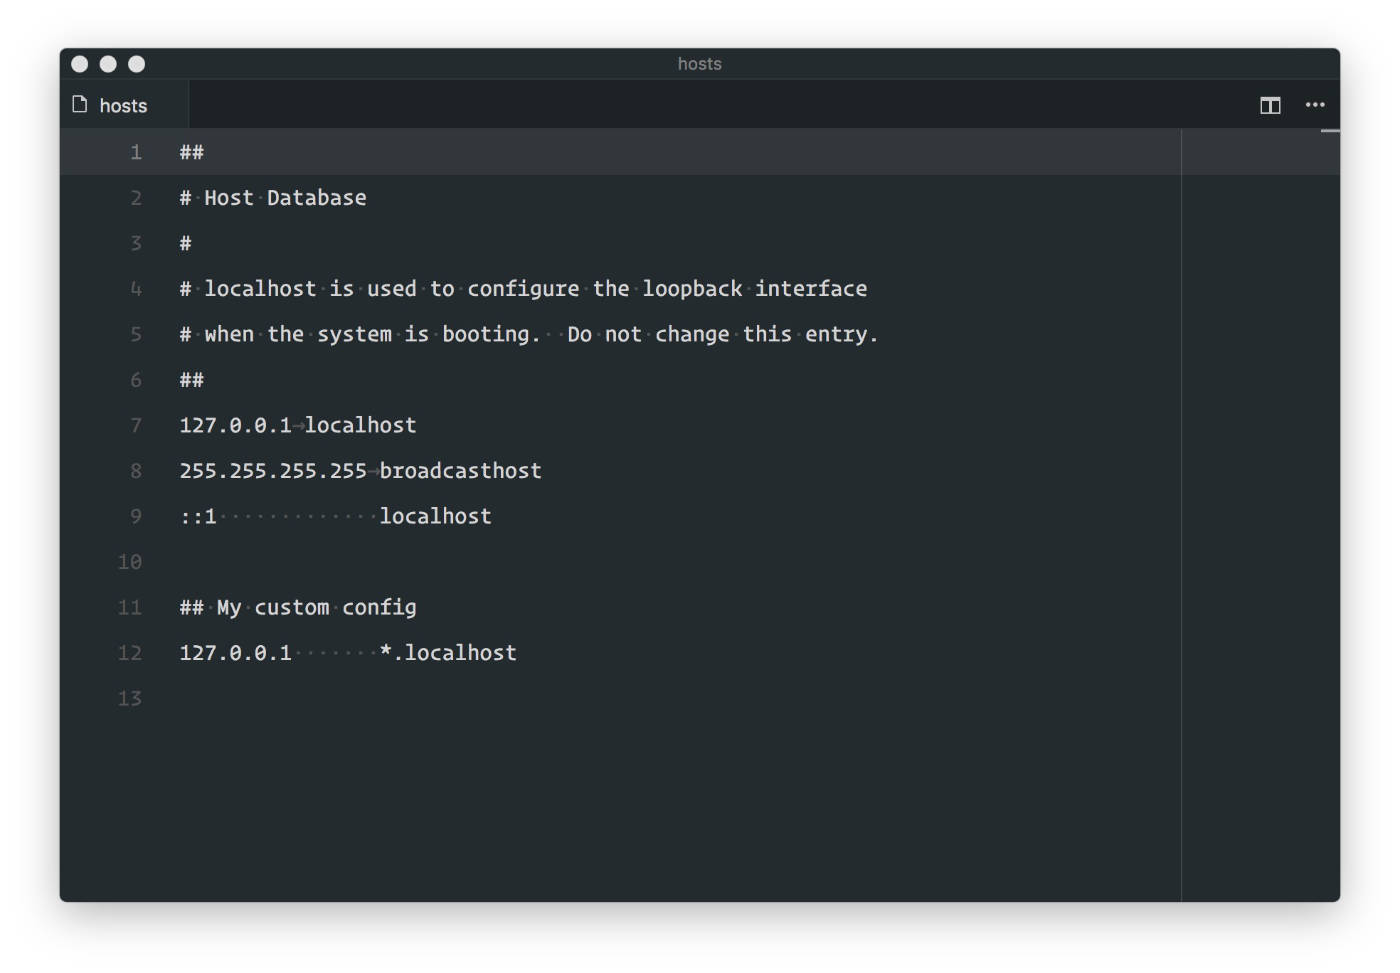 hosts
hosts
1 ##
2 # Host Database
3 #
4 # localhost is used to configure the loopback interface
5 # when the system is booting.  Do not change this entry.
6 ##
7 127.0.0.1→localhost
8 255.255.255.255→broadcasthost
9 ::1             localhost
10
11 ## My custom config
12 127.0.0.1       *.localhost
13